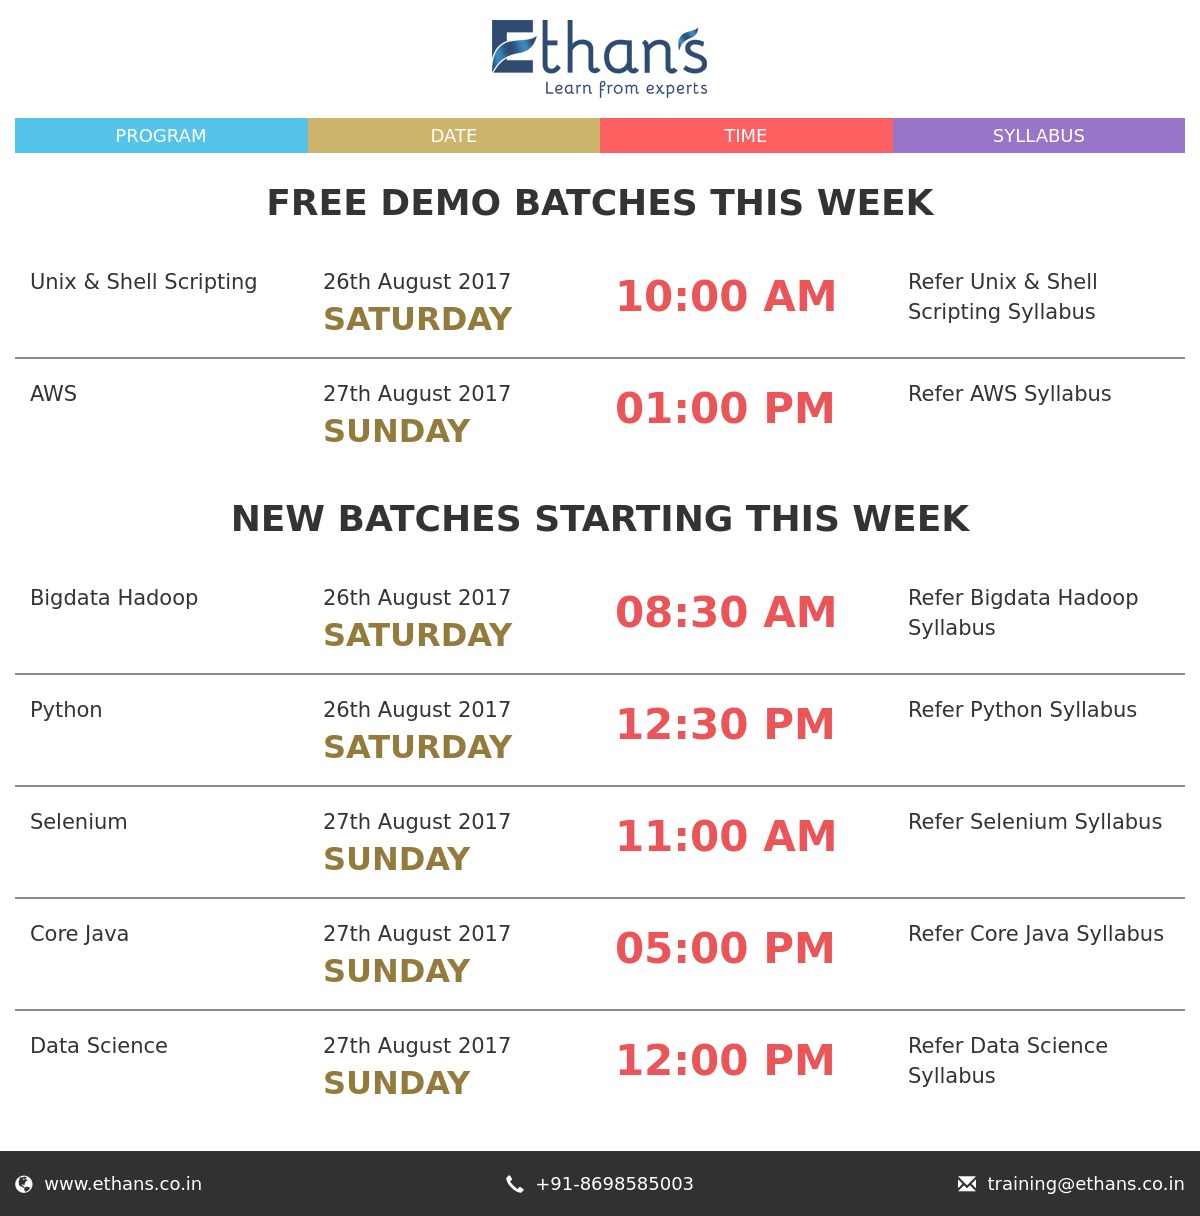 Ethan's
Learn from experts
PROGRAM DATE TIME SYLLABUS
FREE DEMO BATCHES THIS WEEK
Unix & Shell Scripting 26th August 2017 10:00 AM Refer Unix & Shell
SATURDAY Scripting Syllabus
AWS 27th August 2017 01:00 PM Refer AWS Syllabus
SUNDAY
NEW BATCHES STARTING THIS WEEK
Bigdata Hadoop 26th August 2017 08:30 AM Refer Bigdata Hadoop
SATURDAY Syllabus
Python 26th August 2017 12:30 PM Refer Python Syllabus
SATURDAY
Selenium 27th August 2017 11:00 AM Refer Selenium Syllabus
SUNDAY
Core Java 27th August 2017 05:00 PM Refer Core Java Syllabus
SUNDAY
Data Science 27th August 2017 12:00 PM Refer Data Science
SUNDAY Syllabus
www.ethans.co.in +91-8698585003 training@ethans.co.in